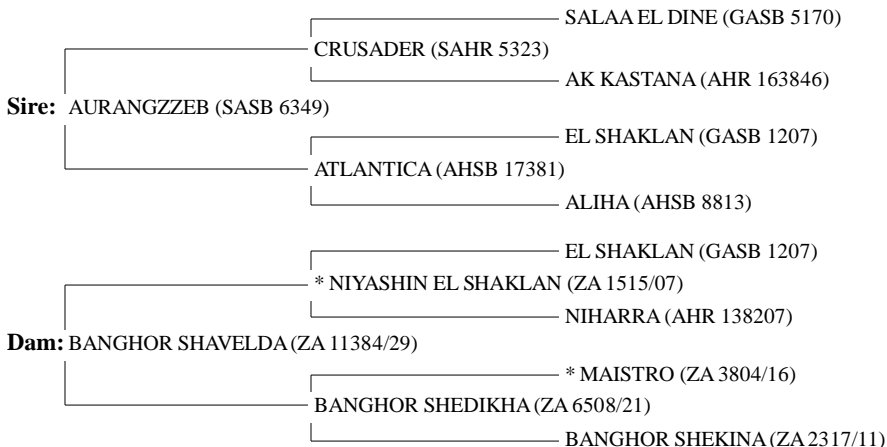 SALAA EL DINE (GASB 5170)
CRUSADER (SAHR 5323)
AK KASTANA (AHR 163846)
Sire: AURANGZZEB (SASB 6349)
EL SHAKLAN (GASB 1207)
ATLANTICA (AHSB 17381)
ALIHA (AHSB 8813)
EL SHAKLAN (GASB 1207)
* NIYASHIN EL SHAKLAN (ZA 1515/07)
NIHARRA (AHR 138207)
Dam: BANGHOR SHAVELDA (ZA 11384/29)
* MAISTRO (ZA 3804/16)
BANGHOR SHEDIKHA (ZA 6508/21)
BANGHOR SHEKINA (ZA 2317/11)